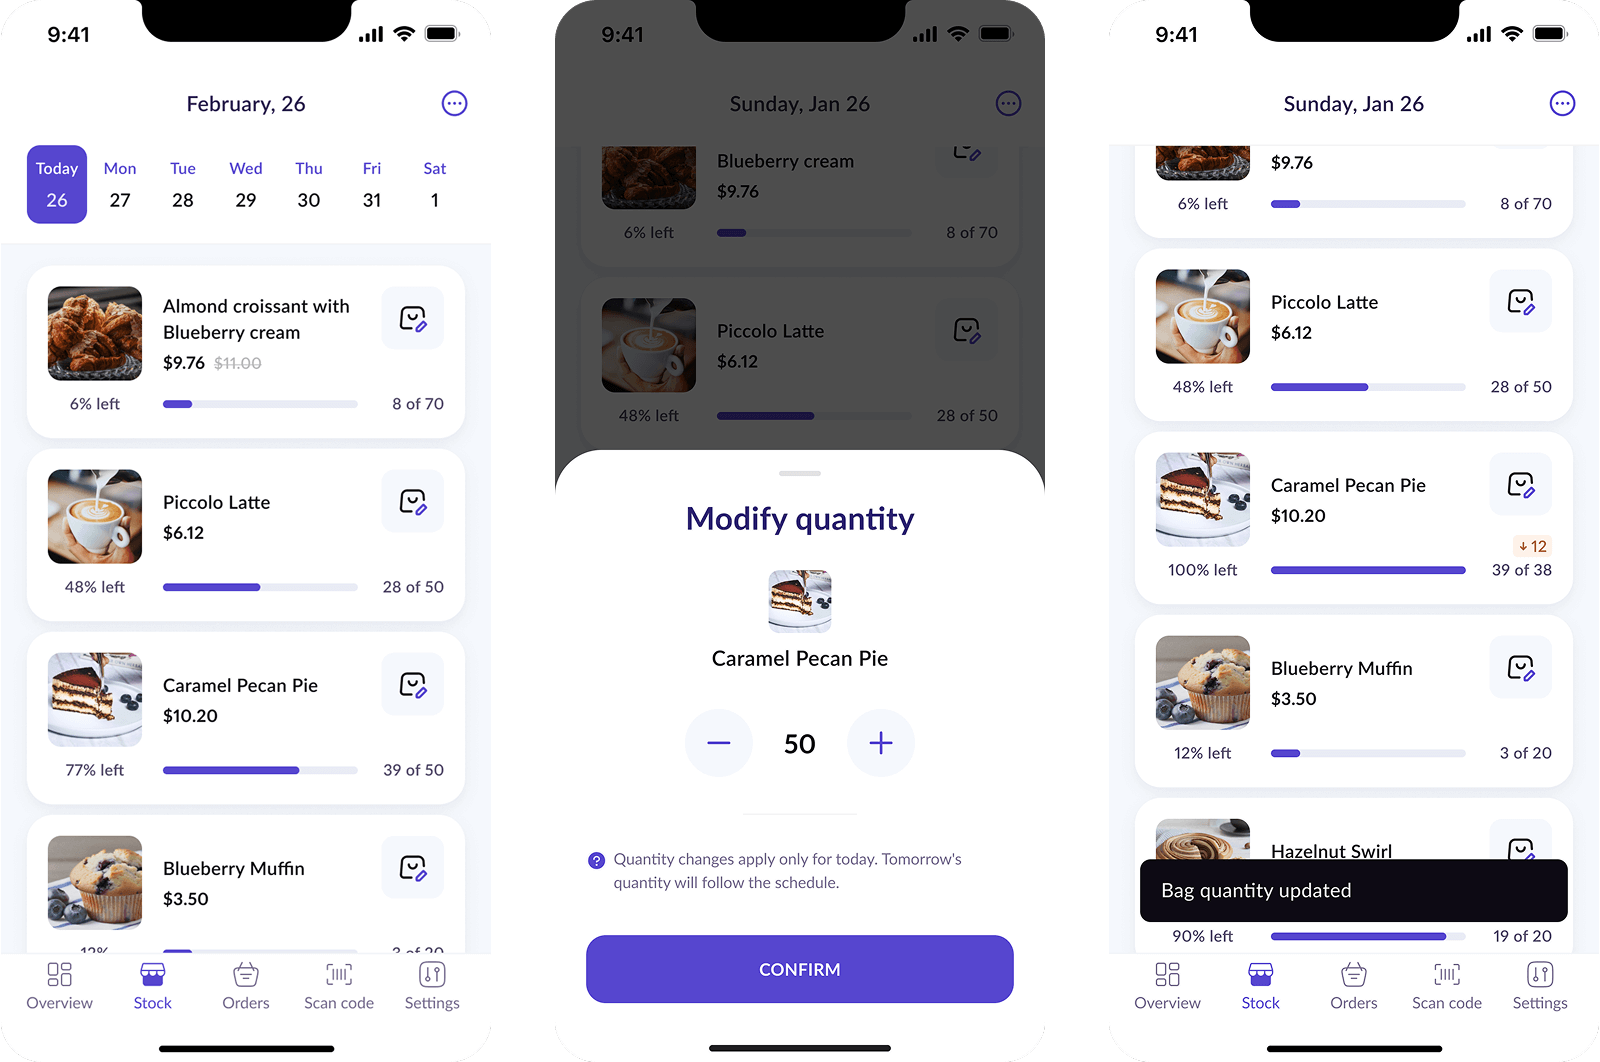 9:41
February, 26
Today Mon Tue Wed Thu Fri Sat
26 27 28 29 30 31 1
Almond croissant with
Blueberry cream
$9.76 $11.00
6% left 8 of 70
Piccolo Latte
$6.12
48% left 28 of 50
Caramel Pecan Pie
$10.20
77% left 39 of 50
Blueberry Muffin
$3.50
12% 3 of 20
Overview Stock Orders Scan code Settings
9:41
Sunday, Jan 26
Blueberry cream
$9.76
6% left 8 of 70
Piccolo Latte
$6.12
48% left 28 of 50
Modify quantity
Caramel Pecan Pie
50
Quantity changes apply only for today. Tomorrow's
quantity will follow the schedule.
CONFIRM
9:41
Sunday, Jan 26
$9.76
6% left 8 of 70
Piccolo Latte
$6.12
48% left 28 of 50
Caramel Pecan Pie
$10.20
↓12
100% left 39 of 38
Blueberry Muffin
$3.50
12% left 3 of 20
Hazelnut Swirl
Bag quantity updated
90% left 19 of 20
Overview Stock Orders Scan code Settings